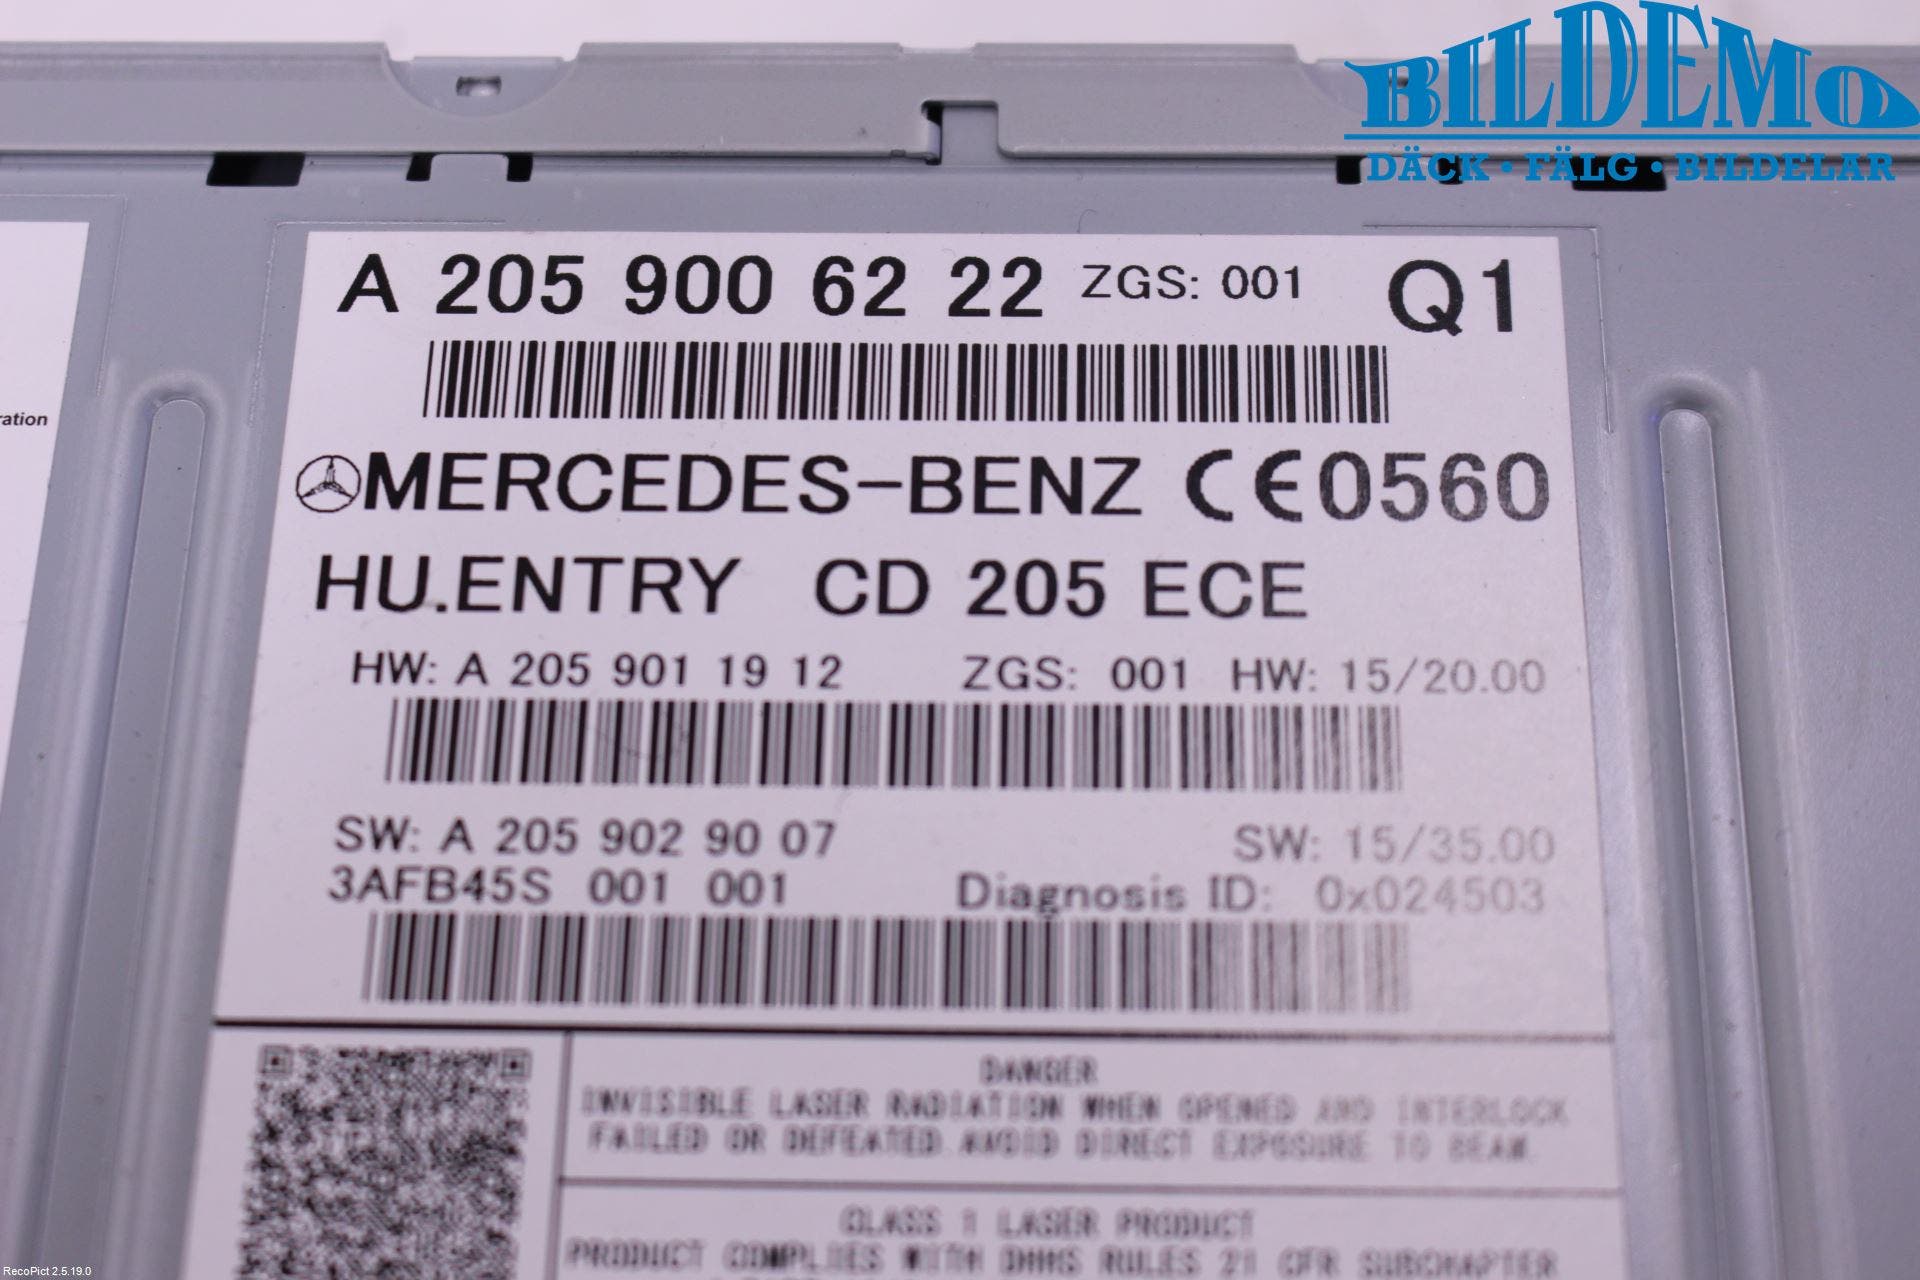 BILDEMO
DÄCK • FÄLG • BILDELAR
A 205 900 62 22 ZGS: 001 Q1
ration
MERCEDES-BENZ CE0560
HU.ENTRY CD 205 ECE
HW: A 205 901 19 12 ZGS: 001 HW: 15/20.00
SW: A 205 902 90 07 SW: 15/35.00
3AFB45S 001 001 Diagnosis ID: 0x024503
DANGER
INVISIBLE LASER RADIATION WHEN OPENED AND INTERLOCK
FAILED OR DEFEATED.AVOID DIRECT EXPOSURE TO BEAM.
CLASS 1 LASER PRODUCT
PRODUCT COMPLIES WITH DHHS RULES 21 CFR SUBCHAPTER
RecoPict 2.5.19.0